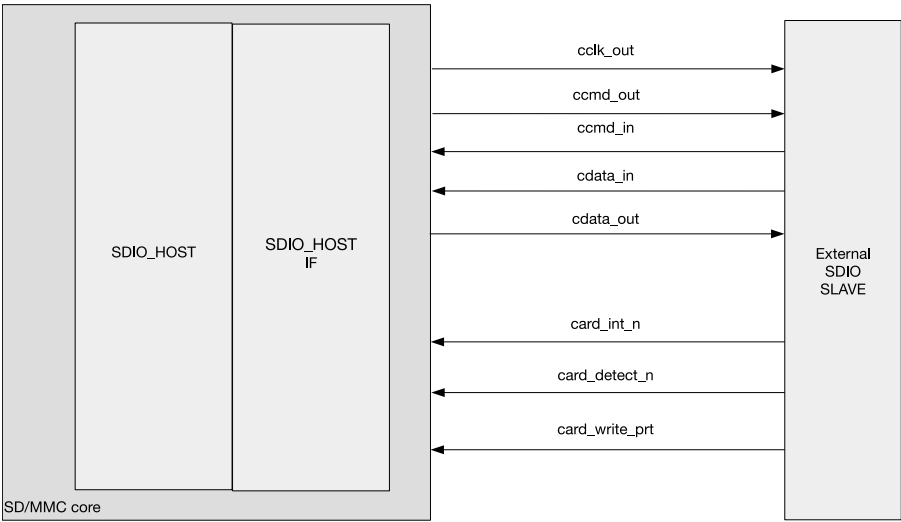 cclk_out
ccmd_out
ccmd_in
cdata_in
cdata_out
SDIO_HOST
SDIO_HOST
IF
External
SDIO
SLAVE
card_int_n
card_detect_n
card_write_prt
SD/MMC core